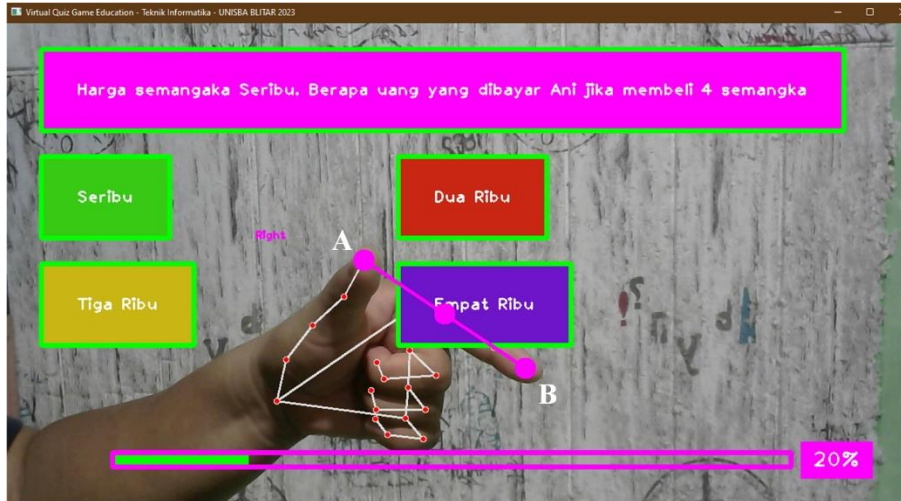 Virtual Quiz Game Education - Teknik Informatika - UNISBA BLITAR 2023
Harga semangaka Seribu. Berapa uang yang dibayar Ani jika membeli 4 semangka
Seribu
Dua Ribu
Right
A
Tiga Ribu
Empat Ribu
B
20%